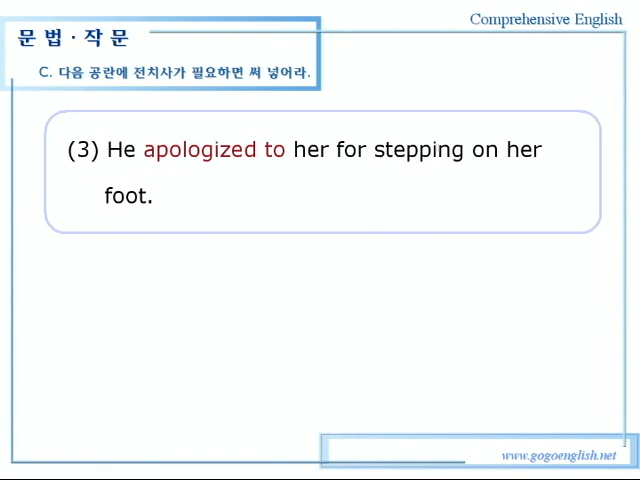 Comprehensive English
문 법 · 작 문
C. 다음 공란에 전치사가 필요하면 써 넣어라.
(3) He apologized to her for stepping on her
foot.
www.gogoenglish.net